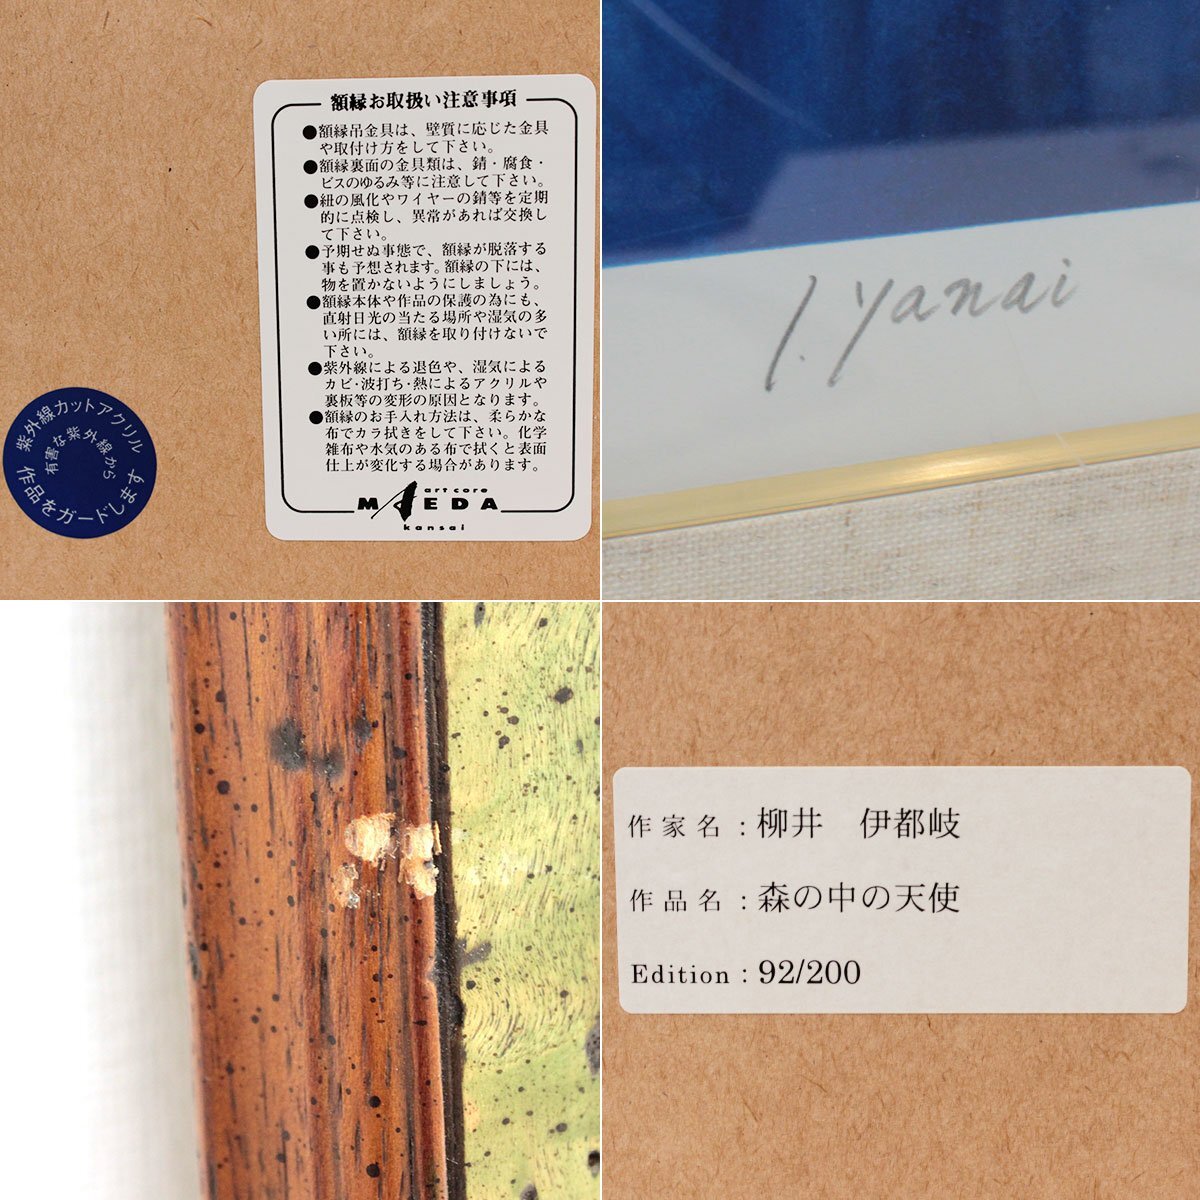 額縁お取扱い注意事項
●額縁吊金具は、壁質に応じた金具
や取付け方をして下さい。
●額縁裏面の金具類は、錆・腐食・
ビスのゆるみ等に注意して下さい。
●紐の風化やワイヤーの錆等を定期
的に点検し、異常があれば交換し
て下さい。
●予期せぬ事態で、額縁が脱落する
事も予想されます。額縁の下には、
物を置かないようにしましょう。
●額縁本体や作品の保護の為にも、
直射日光の当たる場所や湿気の多
い所には、額縁を取り付けないで
下さい。
●紫外線による退色や、湿気による
カビ・波打ち・熱によるアクリルや
裏板等の変形の原因となります。
●額縁のお手入れ方法は、柔らかな
布でカラ拭きをして下さい。化学
雑布や水気のある布で拭くと表面
仕上が変化する場合があります。
art core
MAEDA
kansai
紫外線カットアクリル
有害な紫外線から
作品をガードします
I. Yanai
作家名：柳井　伊都岐
作品名：森の中の天使
Edition：92/200